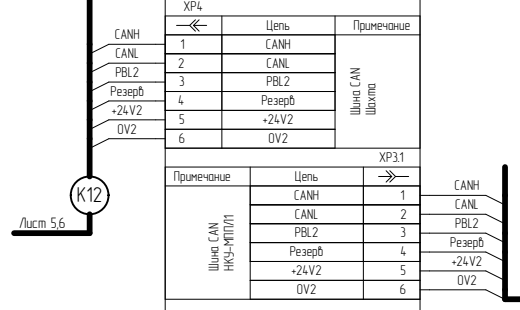 XP4
Цепь Примечание
CANH 1 CANH
CANL 2 CANL
PBL2 3 PBL2
Резерв 4 Резерв
+24V2 5 +24V2
0V2 6 0V2
Шина CAN
Шахта
XP3.1
Примечание Цепь
CANH 1 CANH
CANL 2 CANL
PBL2 3 PBL2
Резерв 4 Резерв
+24V2 5 +24V2
0V2 6 0V2
Шина CAN
НКУ-МПП/Л1
K12
Лист 5,6